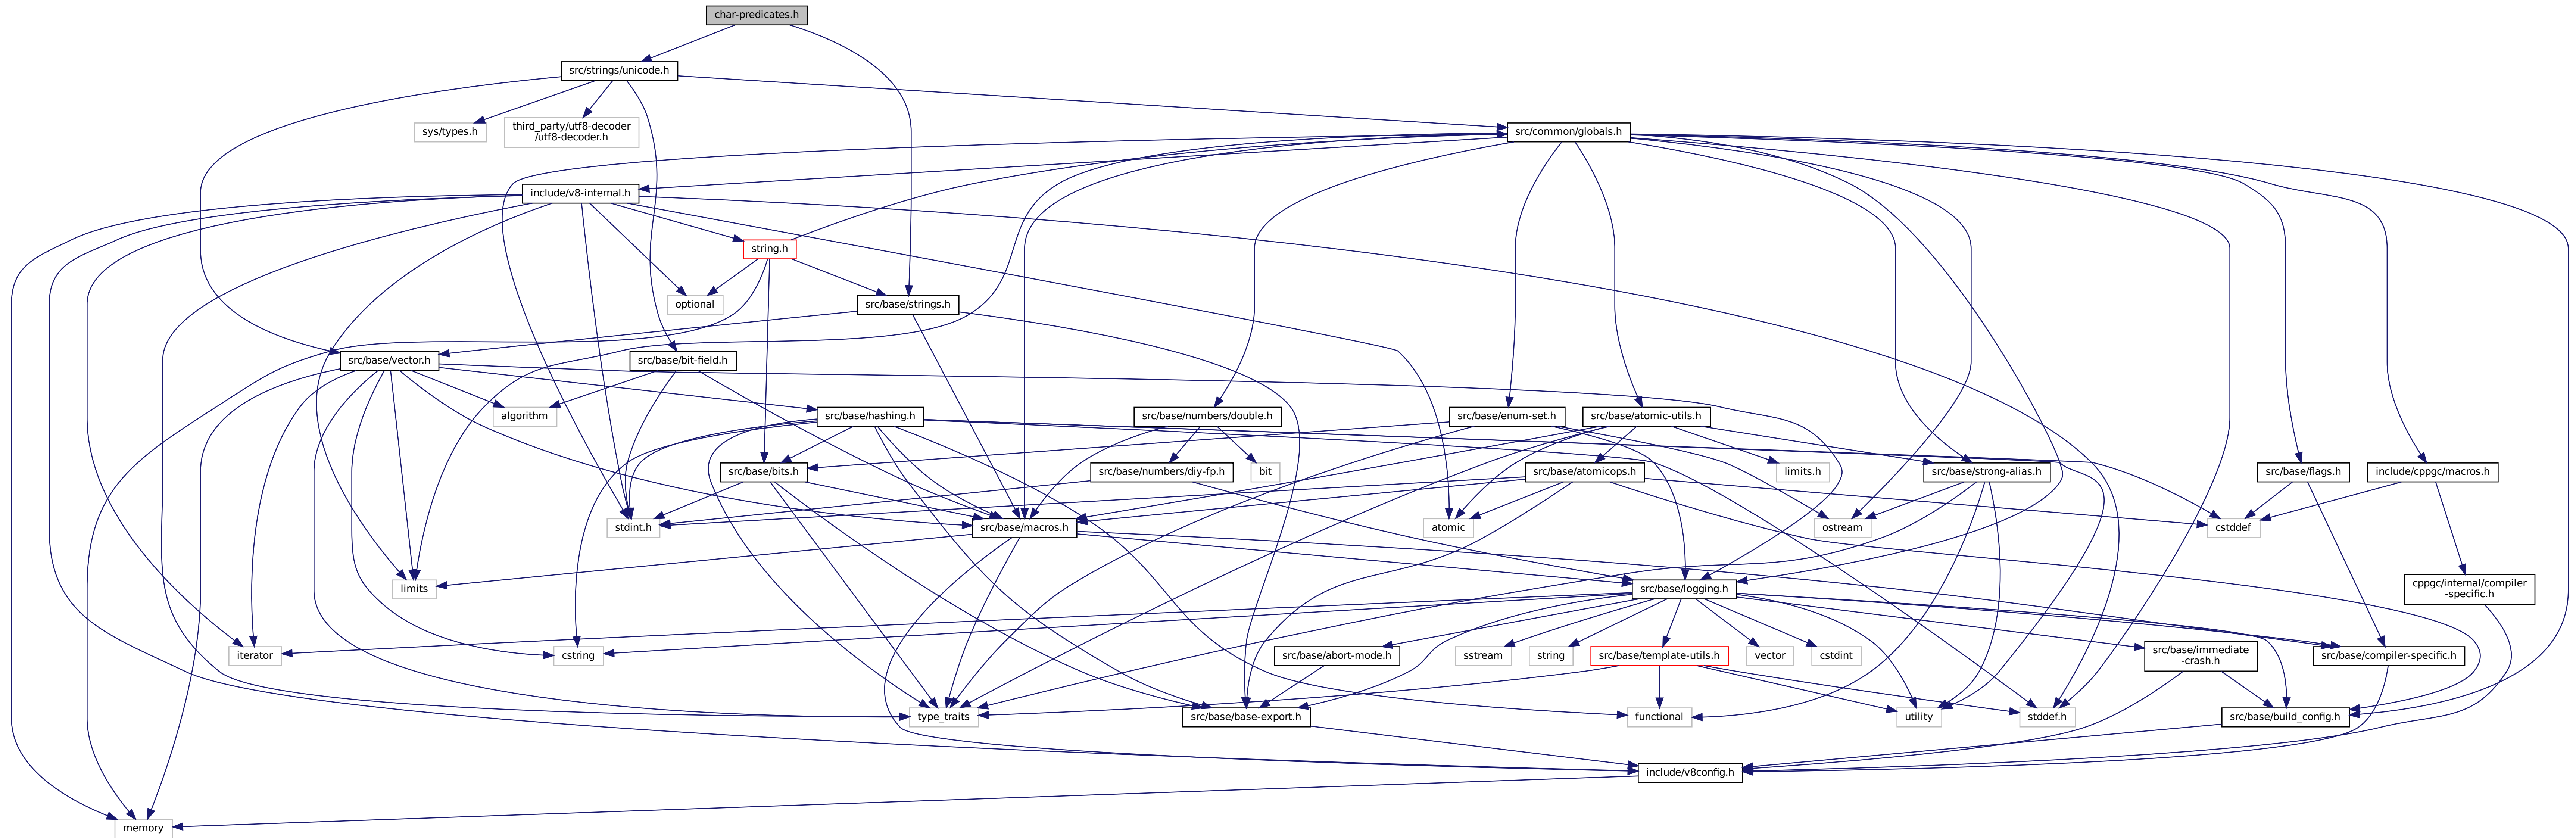 char-predicates.h
src/strings/unicode.h
sys/types.h
third_party/utf8-decoder
/utf8-decoder.h
src/common/globals.h
include/v8-internal.h
string.h
optional
src/base/strings.h
src/base/vector.h
src/base/bit-field.h
algorithm
src/base/hashing.h
src/base/numbers/double.h
src/base/enum-set.h
src/base/atomic-utils.h
src/base/bits.h
src/base/numbers/diy-fp.h
bit
src/base/atomicops.h
limits.h
src/base/strong-alias.h
src/base/flags.h
include/cppgc/macros.h
stdint.h
src/base/macros.h
atomic
ostream
cstddef
limits
src/base/logging.h
cppgc/internal/compiler
-specific.h
iterator
cstring
src/base/abort-mode.h
sstream
string
src/base/template-utils.h
vector
cstdint
src/base/immediate
-crash.h
src/base/compiler-specific.h
type_traits
src/base/base-export.h
functional
utility
stddef.h
src/base/build_config.h
include/v8config.h
memory